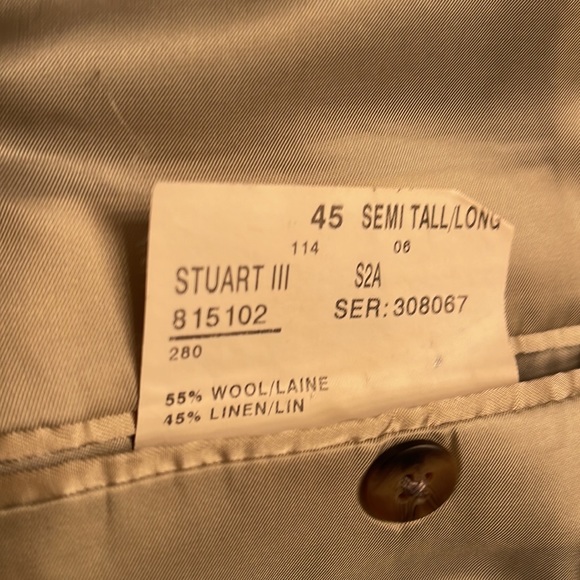 45 SEMI TALL/LONG
114 06
STUART III S2A
815102 SER: 308067
280
55% WOOL/LAINE
45% LINEN/LIN